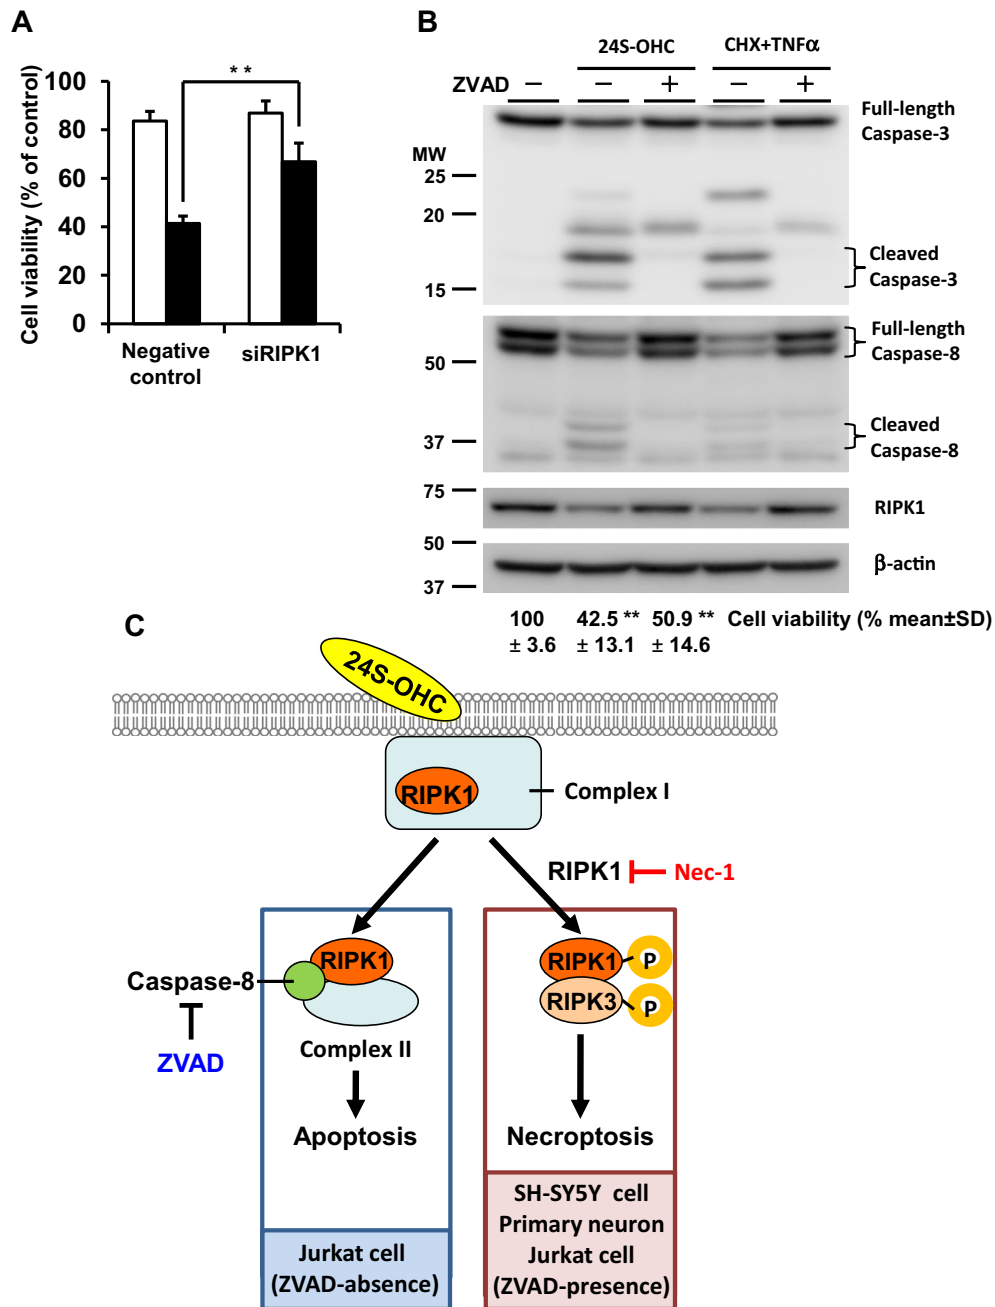 A
**
Cell viability (% of control)
100
80
60
40
20
0
Negative
control
siRIPK1
B
24S-OHC
CHX+TNFα
ZVAD
−
−
+
−
+
MW
25
20
15
Full-length
Caspase-3
Cleaved
Caspase-3
50
37
Full-length
Caspase-8
Cleaved
Caspase-8
75
RIPK1
50
37
β-actin
100
± 3.6
42.5 **
± 13.1
50.9 **
± 14.6
Cell viability (% mean±SD)
C
24S-OHC
RIPK1
Complex I
RIPK1
Nec-1
RIPK1
Caspase-8
ZVAD
Complex II
Apoptosis
Jurkat cell
(ZVAD-absence)
RIPK1
P
RIPK3
P
Necroptosis
SH-SY5Y cell
Primary neuron
Jurkat cell
(ZVAD-presence)